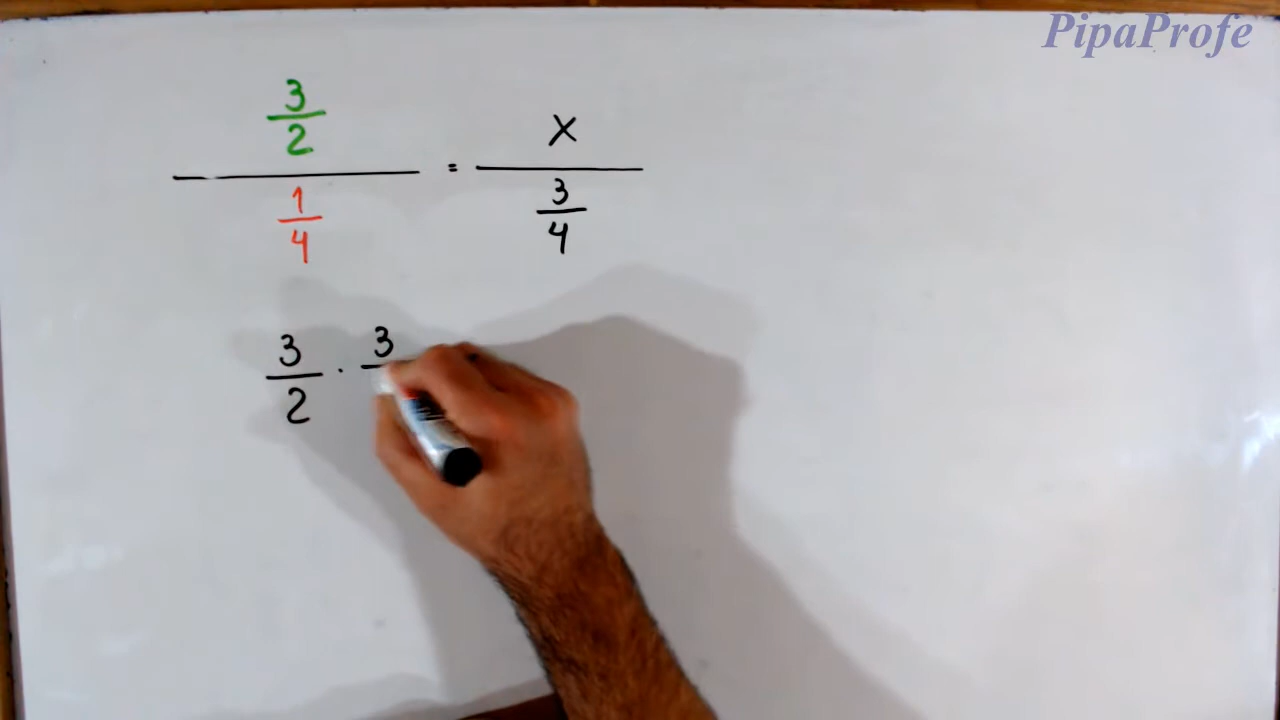 PipaProfe
3/2 / 1/4 = x / 3/4
3/2 · 3